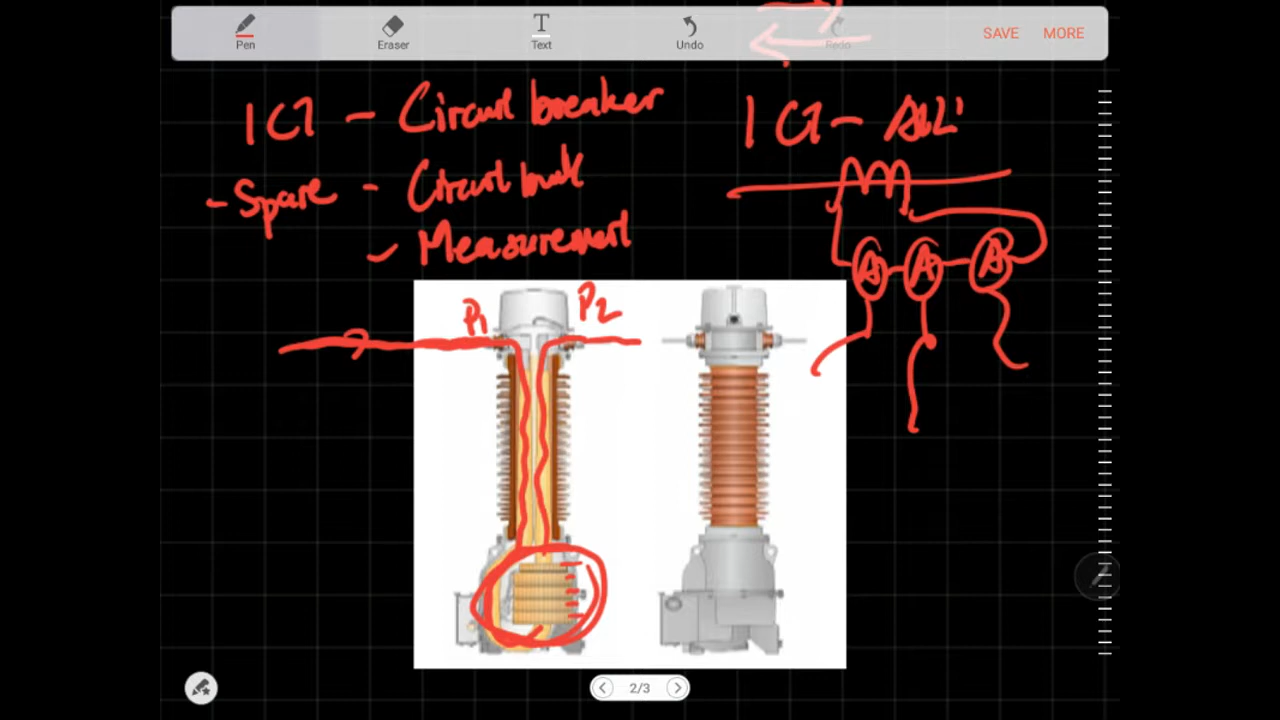 Pen Eraser Text Undo Redo SAVE MORE
1 CT - Circuit breaker
- Spare - Circuit
- Measurement
1 CT -
A A
P1 P2
2/3